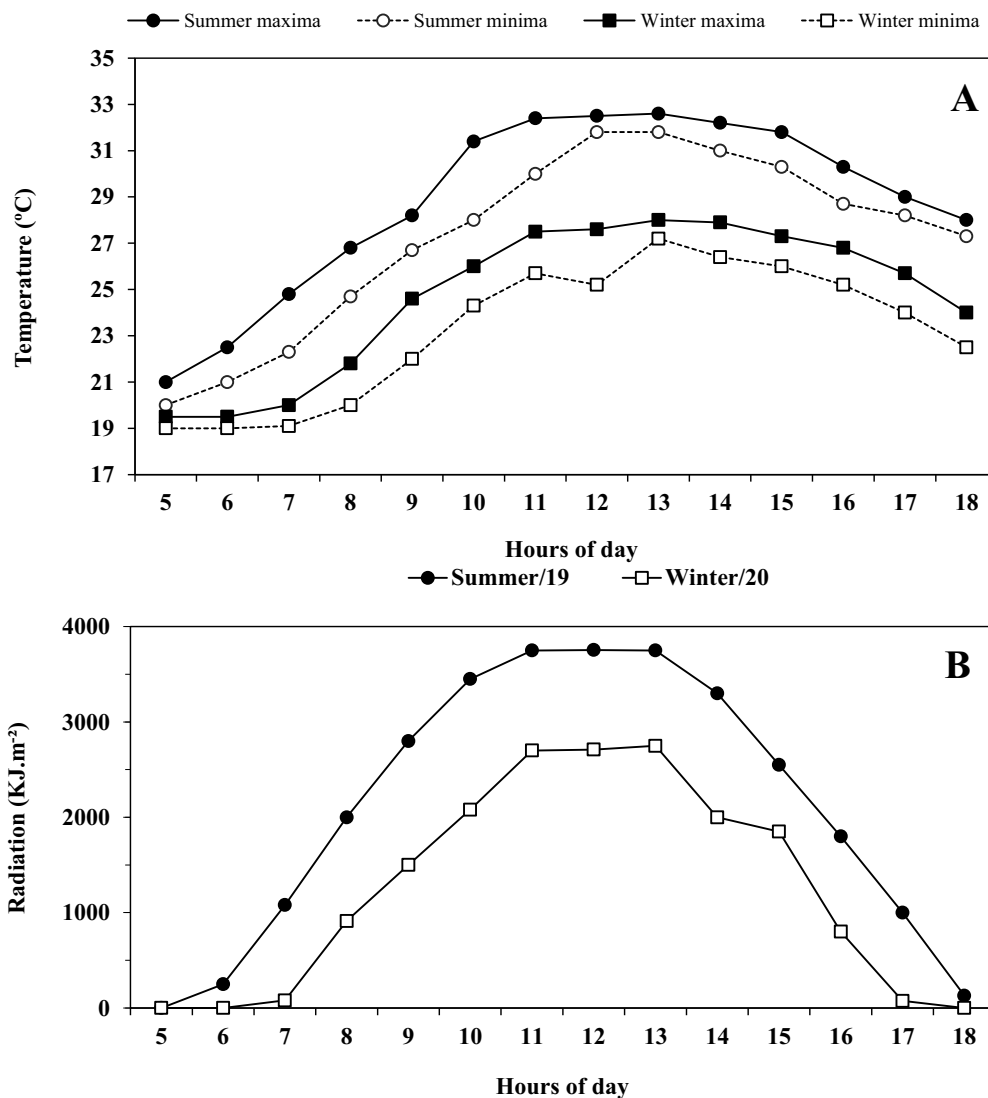 Summer maxima Summer minima Winter maxima Winter minima
35
A
33
31
29
27
25
23
21
19
17
Temperature (ºC)
5 6 7 8 9 10 11 12 13 14 15 16 17 18
Hours of day
Summer/19 Winter/20
4000
B
3000
2000
1000
0
Radiation (KJ.m⁻²)
5 6 7 8 9 10 11 12 13 14 15 16 17 18
Hours of day